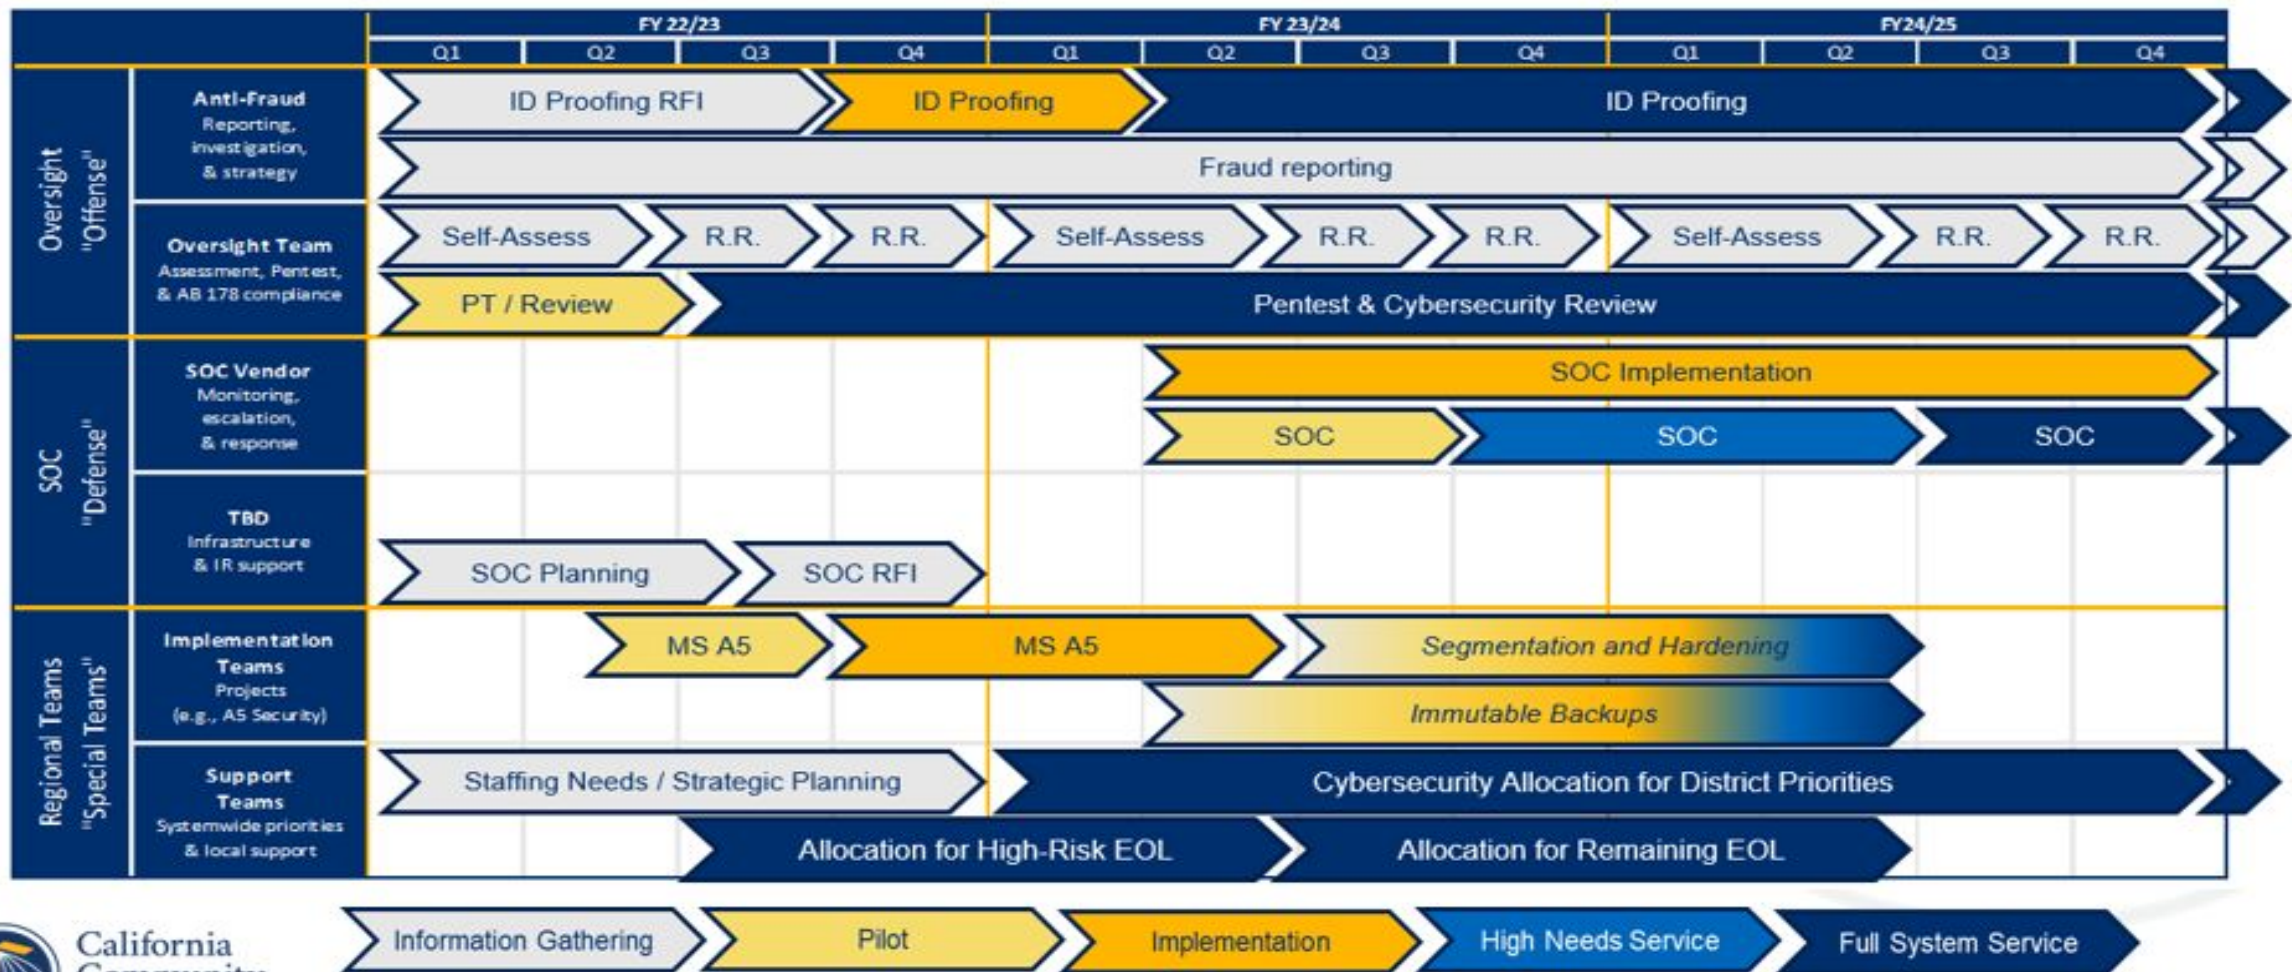 FY 22/23 FY 23/24 FY24/25
Q1 Q2 Q3 Q4 Q1 Q2 Q3 Q4 Q1 Q2 Q3 Q4
Oversight
"Offense"
Anti-Fraud
Reporting,
investigation,
& strategy
ID Proofing RFI ID Proofing ID Proofing
Fraud reporting
Oversight Team
Assessment, Pentest,
& AB 178 compliance
Self-Assess R.R. R.R. Self-Assess R.R. R.R. Self-Assess R.R. R.R.
PT / Review Pentest & Cybersecurity Review
SOC
"Defense"
SOC Vendor
Monitoring,
escalation,
& response
SOC Implementation
SOC SOC SOC
TBD
Infrastructure
& IR support
SOC Planning SOC RFI
Regional Teams
"Special Teams"
Implementation
Teams
Projects
(e.g., A5 Security)
MS A5 MS A5 Segmentation and Hardening
Immutable Backups
Support
Teams
Systemwide priorities
& local support
Staffing Needs / Strategic Planning Cybersecurity Allocation for District Priorities
Allocation for High-Risk EOL Allocation for Remaining EOL
California
Community
Information Gathering Pilot Implementation High Needs Service Full System Service